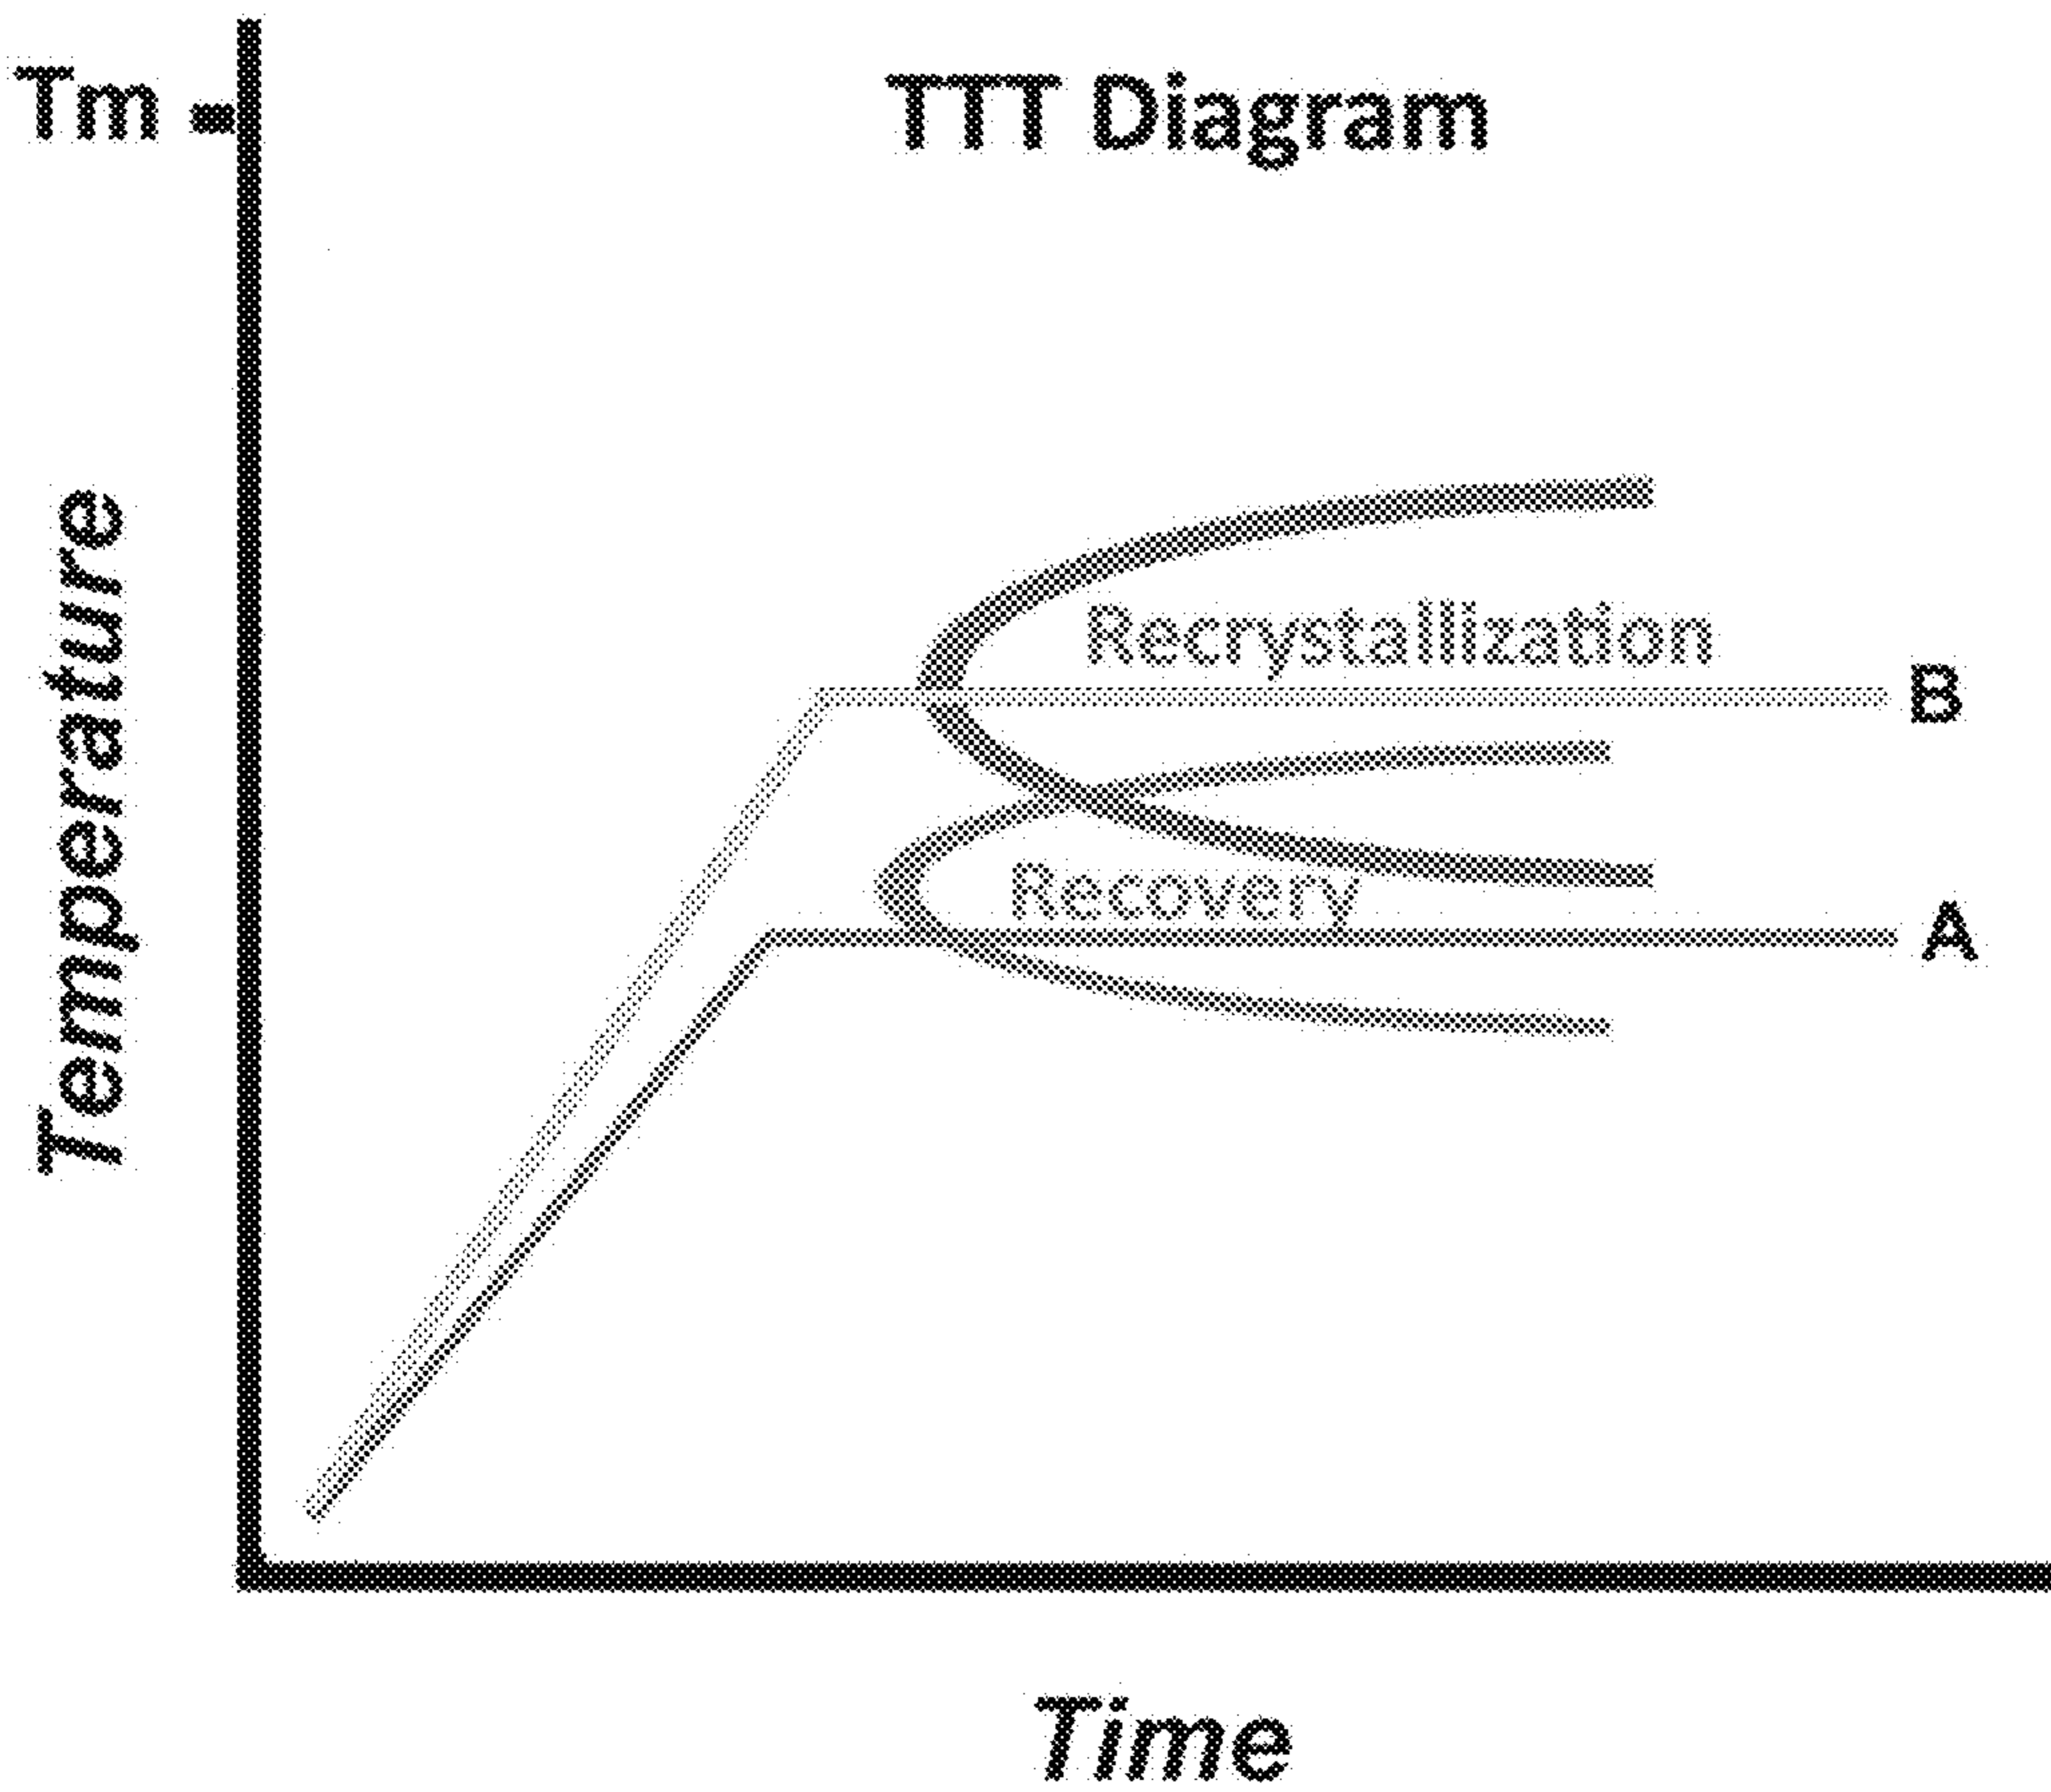 Tm
TTT Diagram
Temperature
Recrystallization
B
Recovery
A
Time